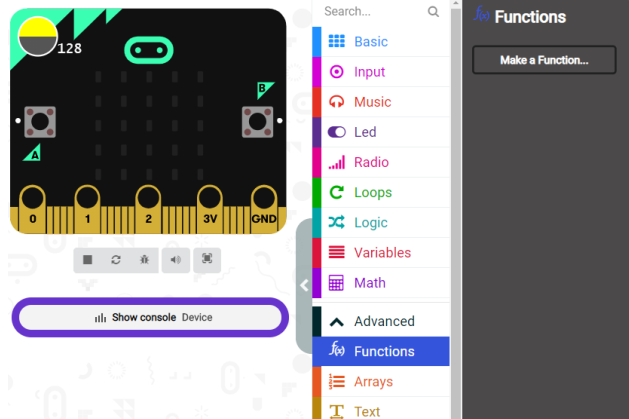 128
B
A
0 1 2 3V GND
Show console Device
Search...
Basic
Input
Music
Led
Radio
Loops
Logic
Variables
Math
Advanced
f(x) Functions
Arrays
Text
f(x) Functions
Make a Function...